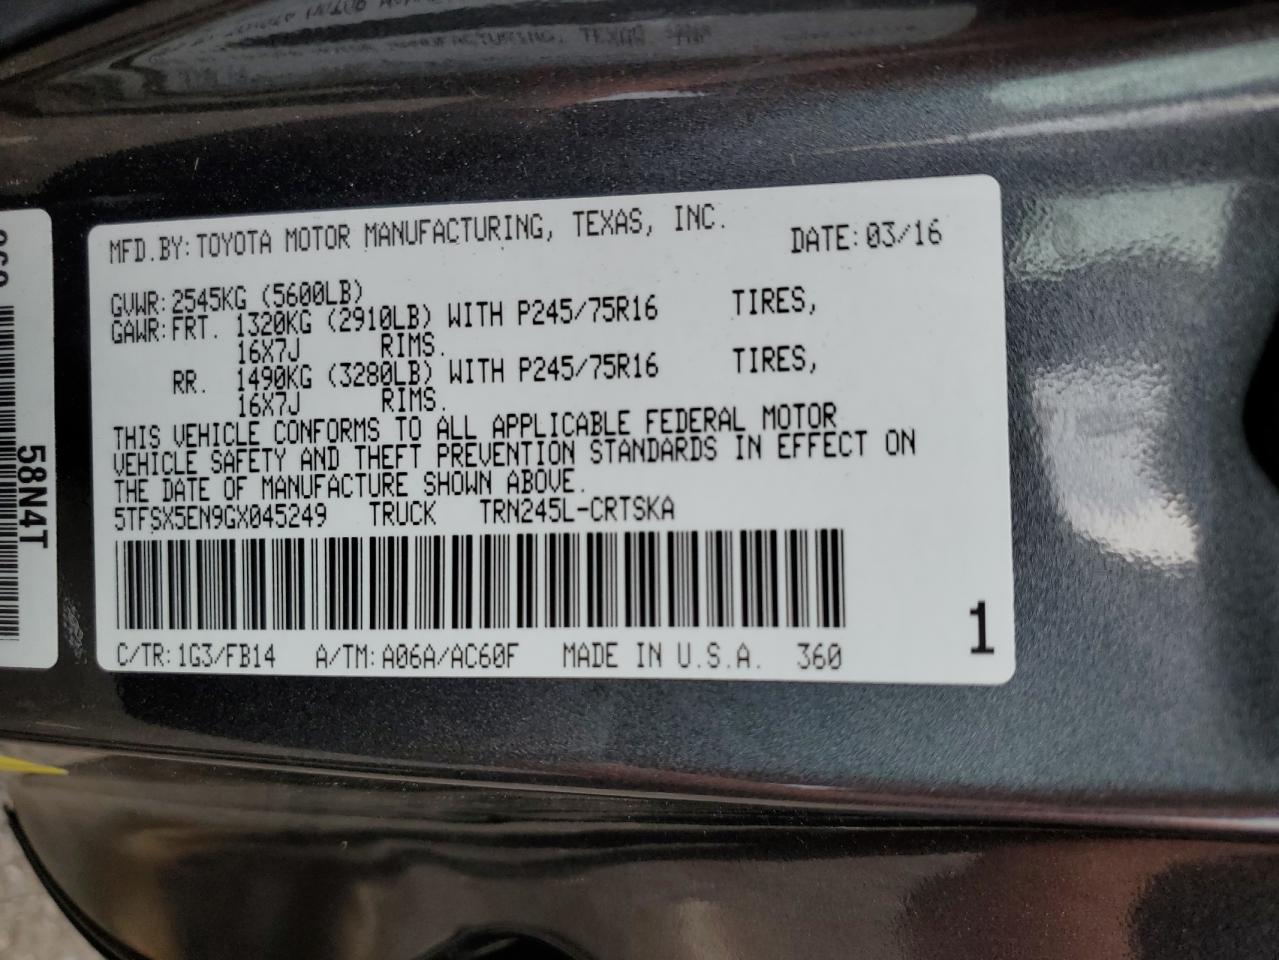 MFD.BY: TOYOTA MOTOR MANUFACTURING, TEXAS, INC. DATE: 03/16
GVWR: 2545KG (5600LB)
GAWR: FRT. 1320KG (2910LB) WITH P245/75R16 TIRES,
16X7J RIMS.
RR. 1490KG (3280LB) WITH P245/75R16 TIRES,
16X7J RIMS.
THIS VEHICLE CONFORMS TO ALL APPLICABLE FEDERAL MOTOR
VEHICLE SAFETY AND THEFT PREVENTION STANDARDS IN EFFECT ON
THE DATE OF MANUFACTURE SHOWN ABOVE.
5TFSX5EN9GX045249 TRUCK TRN245L-CRTSKA
C/TR: 1G3/FB14 A/TM: A06A/AC60F MADE IN U.S.A. 360
1
58N4T